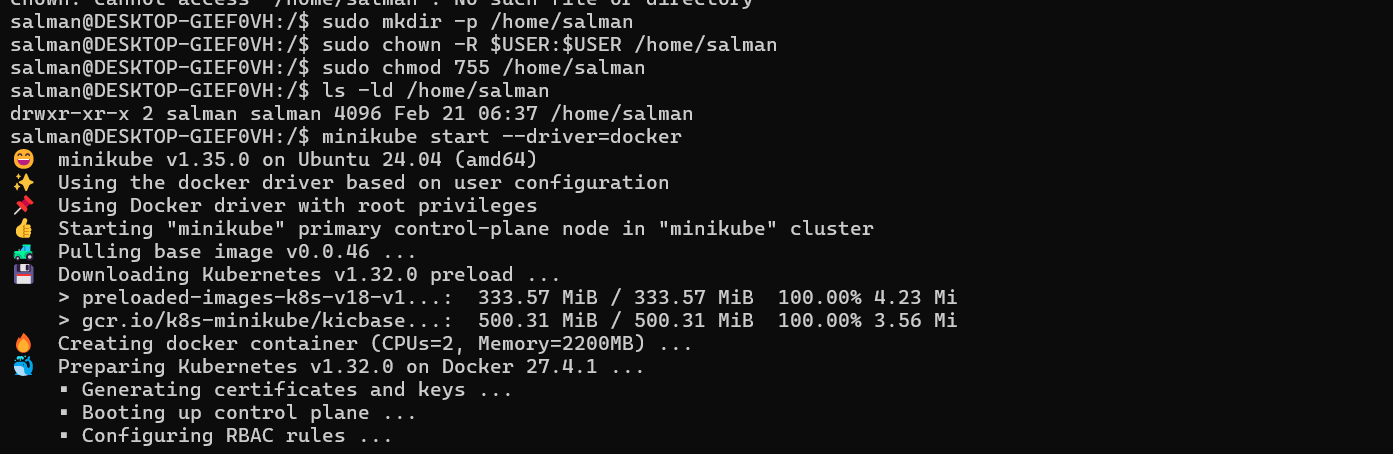 chown: cannot access '/home/salman': No such file or directory
salman@DESKTOP-GIEF0VH:/$ sudo mkdir -p /home/salman
salman@DESKTOP-GIEF0VH:/$ sudo chown -R $USER:$USER /home/salman
salman@DESKTOP-GIEF0VH:/$ sudo chmod 755 /home/salman
salman@DESKTOP-GIEF0VH:/$ ls -ld /home/salman
drwxr-xr-x 2 salman salman 4096 Feb 21 06:37 /home/salman
salman@DESKTOP-GIEF0VH:/$ minikube start --driver=docker
😄 minikube v1.35.0 on Ubuntu 24.04 (amd64)
✨ Using the docker driver based on user configuration
📌 Using Docker driver with root privileges
👍 Starting "minikube" primary control-plane node in "minikube" cluster
🚜 Pulling base image v0.0.46 ...
💾 Downloading Kubernetes v1.32.0 preload ...
> preloaded-images-k8s-v18-v1...: 333.57 MiB / 333.57 MiB 100.00% 4.23 Mi
> gcr.io/k8s-minikube/kicbase...: 500.31 MiB / 500.31 MiB 100.00% 3.56 Mi
🔥 Creating docker container (CPUs=2, Memory=2200MB) ...
🐳 Preparing Kubernetes v1.32.0 on Docker 27.4.1 ...
▪ Generating certificates and keys ...
▪ Booting up control plane ...
▪ Configuring RBAC rules ...